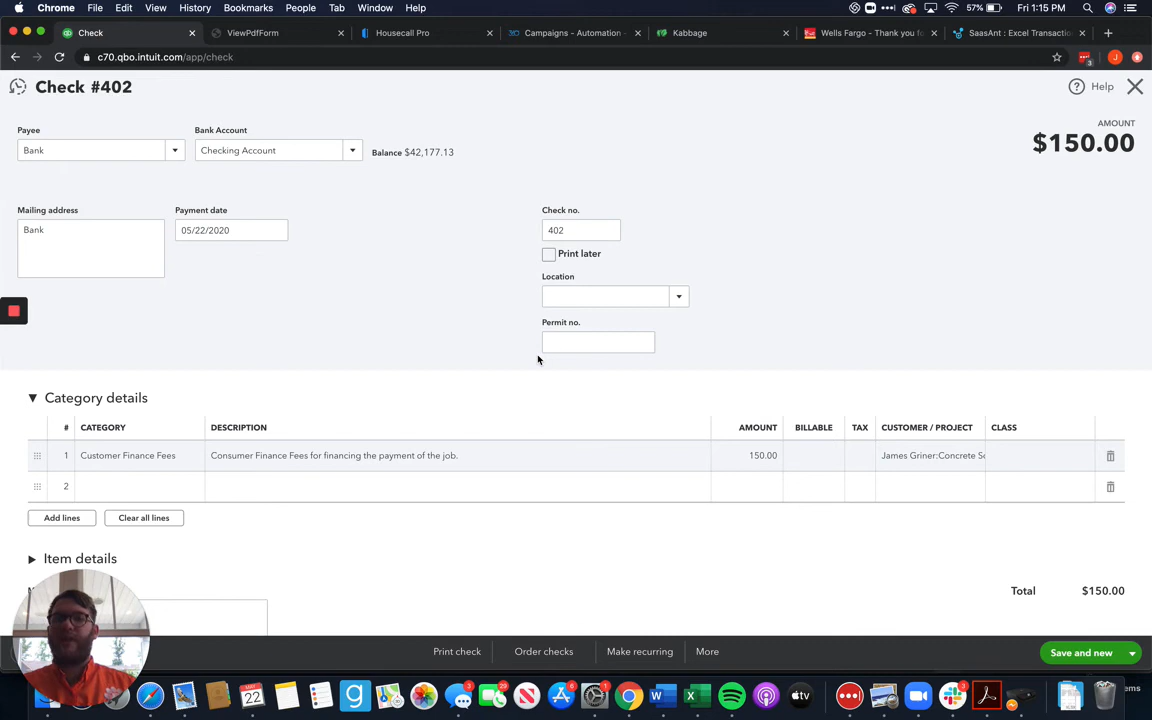 Chrome File Edit View History Bookmarks People Tab Window Help 57% Fri 1:15 PM
Check ViewPdfForm Housecall Pro Campaigns - Automation - Kabbage Wells Fargo - Thank you f SaasAnt : Excel Transactio
c70.qbo.intuit.com/app/check
Check #402 Help
AMOUNT
$150.00
Payee Bank Account
Bank Checking Account Balance $42,177.13
Mailing address Payment date Check no.
Bank 05/22/2020 402
Print later
Location
Permit no.
Category details
# CATEGORY DESCRIPTION AMOUNT BILLABLE TAX CUSTOMER / PROJECT CLASS
1 Customer Finance Fees Consumer Finance Fees for financing the payment of the job. 150.00 James Griner:Concrete Sc
2
Add lines Clear all lines
Item details
Total $150.00
Print check Order checks Make recurring More Save and new